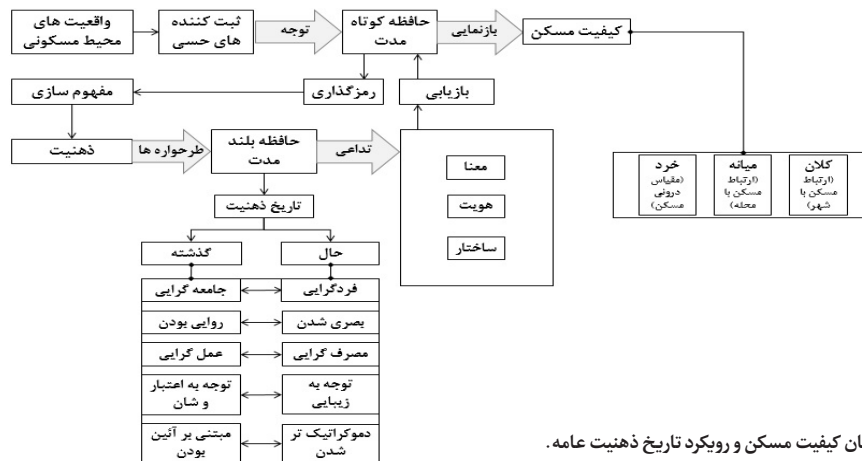 واقعیت های
محیط مسکونی
ثبت کننده
های حسی
توجه
حافظه کوتاه
مدت
بازنمایی
کیفیت مسکن
مفهوم سازی
رمزگذاری
بازیابی
ذهنیت
طرحواره ها
حافظه بلند
مدت
تداعی
معنا
هویت
ساختار
کلان
(ارتباط
مسکن با
شهر)
میانه
(ارتباط
مسکن با
محله)
خرد
(مقیاس
درونی
مسکن)
تاریخ ذهنیت
حال
گذشته
فردگرایی
جامعه گرایی
بصری شدن
روایی بودن
مصرف گرایی
عمل گرایی
توجه به
زیبایی
توجه به اعتبار
و شان
دموکراتیک تر
شدن
مبتنی بر آئین
بودن
کیفیت مسکن و رویکرد تاریخ ذهنیت عامه.